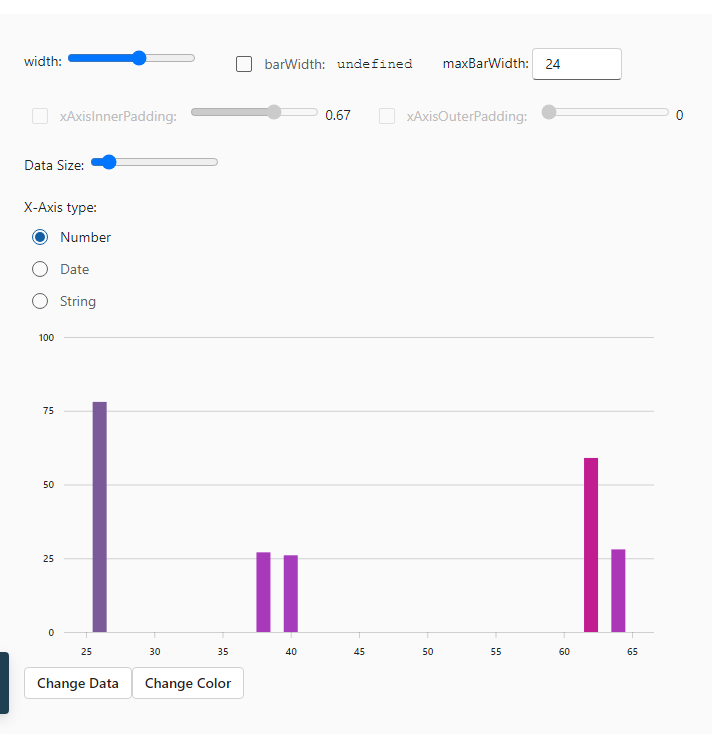 width: barWidth: undefined maxBarWidth: 24
xAxisInnerPadding: 0.67 xAxisOuterPadding: 0
Data Size:
X-Axis type:
Number
Date
String
100
75
50
25
0
25 30 35 40 45 50 55 60 65
Change Data Change Color